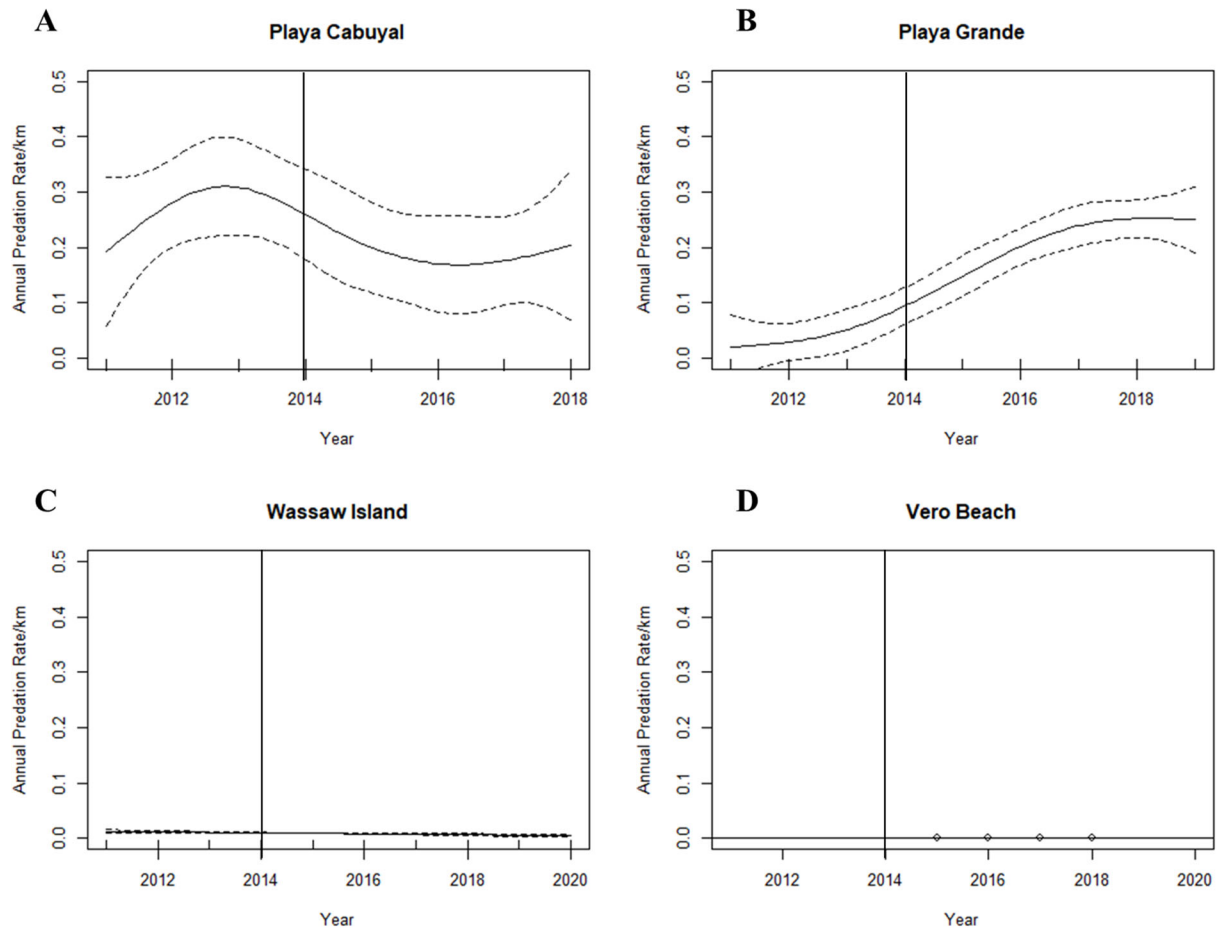 A
Playa Cabuyal
Annual Predation Rate/km
0.5
0.4
0.3
0.2
0.1
0.0
2012 2014 2016 2018
Year
B
Playa Grande
Annual Predation Rate/km
0.5
0.4
0.3
0.2
0.1
0.0
2012 2014 2016 2018
Year
C
Wassaw Island
Annual Predation Rate/km
0.5
0.4
0.3
0.2
0.1
0.0
2012 2014 2016 2018 2020
Year
D
Vero Beach
Annual Predation Rate/km
0.5
0.4
0.3
0.2
0.1
0.0
2012 2014 2016 2018 2020
Year